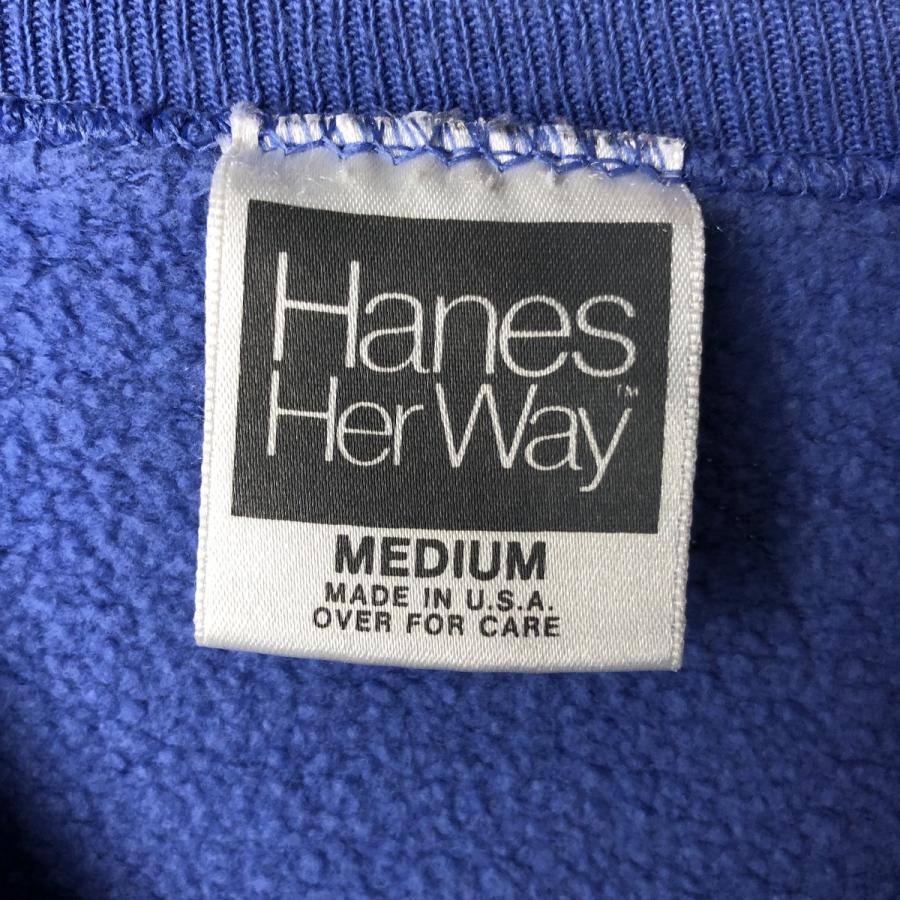 Hanes
Her Way™
MEDIUM
MADE IN U.S.A.
OVER FOR CARE